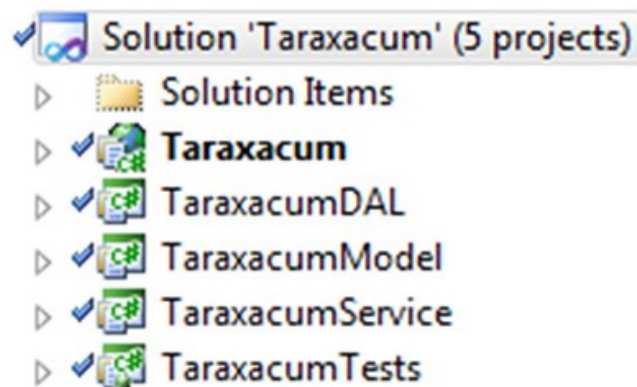 Solution 'Taraxacum' (5 projects)
Solution Items
Taraxacum
TaraxacumDAL
TaraxacumModel
TaraxacumService
TaraxacumTests